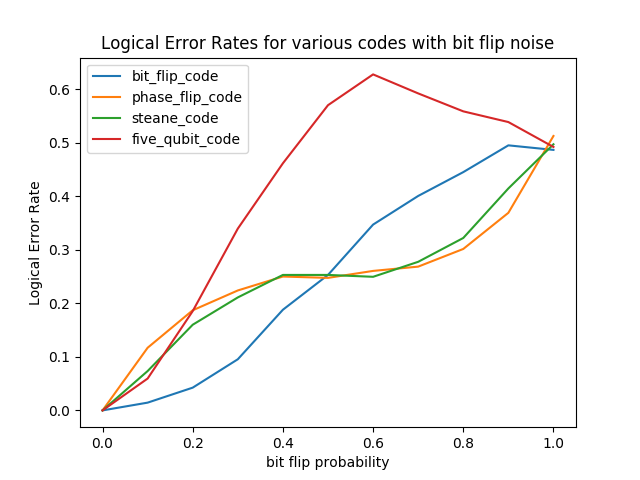 Logical Error Rates for various codes with bit flip noise
bit_flip_code
phase_flip_code
steane_code
five_qubit_code
0.6
0.5
0.4
0.3
0.2
0.1
0.0
Logical Error Rate
0.0 0.2 0.4 0.6 0.8 1.0
bit flip probability